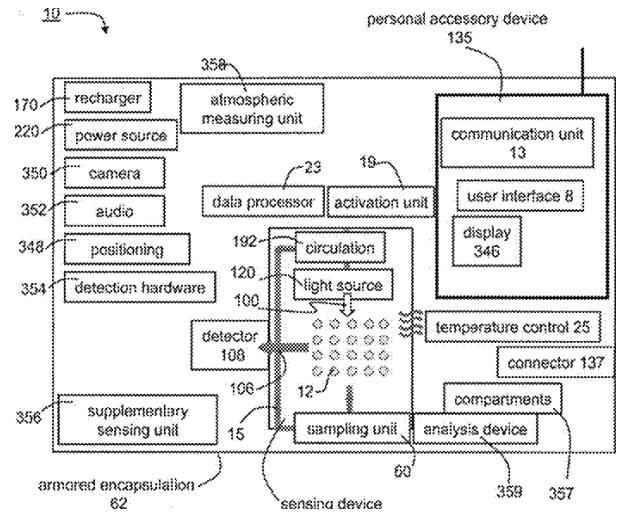 10
personal accessory device
135
358
170
recharger
atmospheric
measuring unit
220
power source
communication unit
13
350
camera
23
19
352
audio
data processor
activation unit
user interface 8
display
346
348
positioning
192
circulation
120
light source
354
detection hardware
100
detector
108
temperature control 25
connector 137
106
12
compartments
356
supplementary
sensing unit
15
sampling unit
analysis device
60
359
357
armored encapsulation
62
sensing device